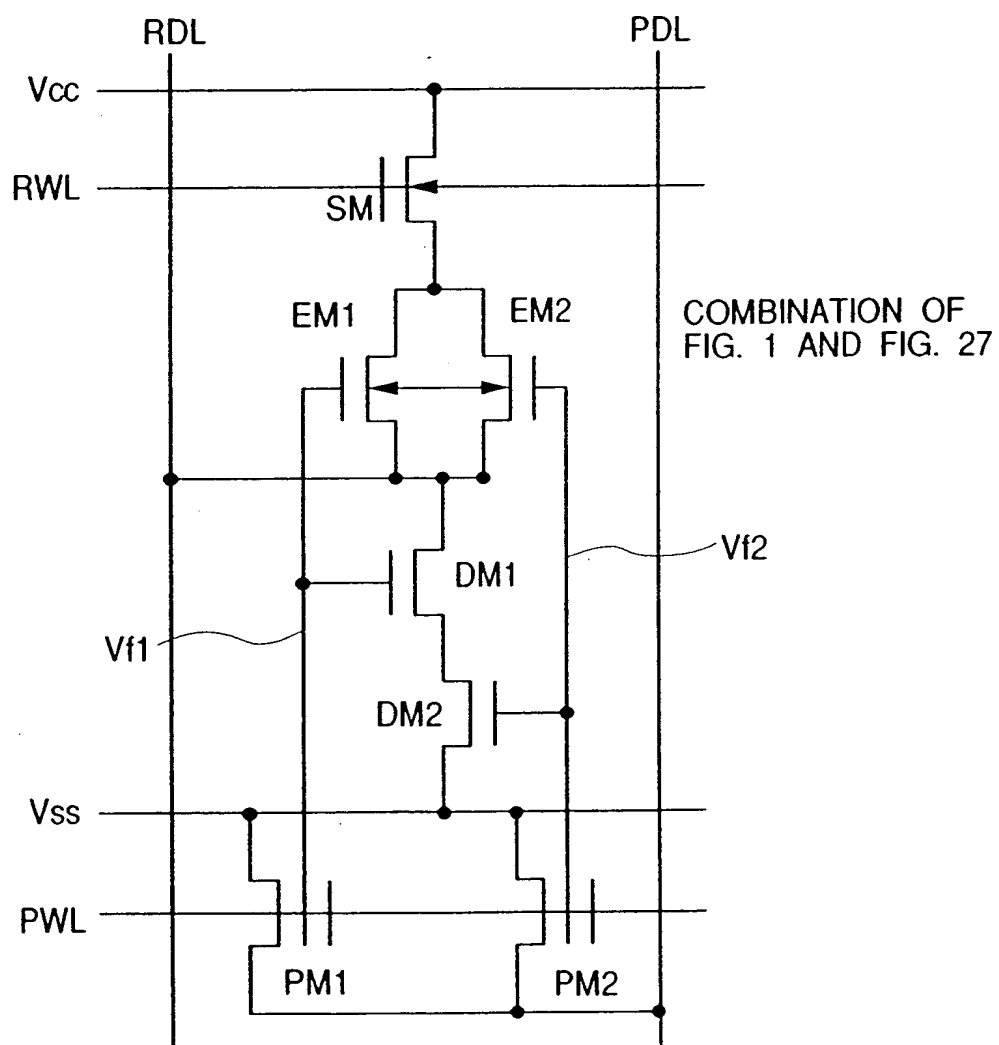 RDL
PDL
Vcc
RWL
SM
EM1
EM2
COMBINATION OF
FIG. 1 AND FIG. 27
DM1
Vf2
Vf1
DM2
Vss
PWL
PM1
PM2